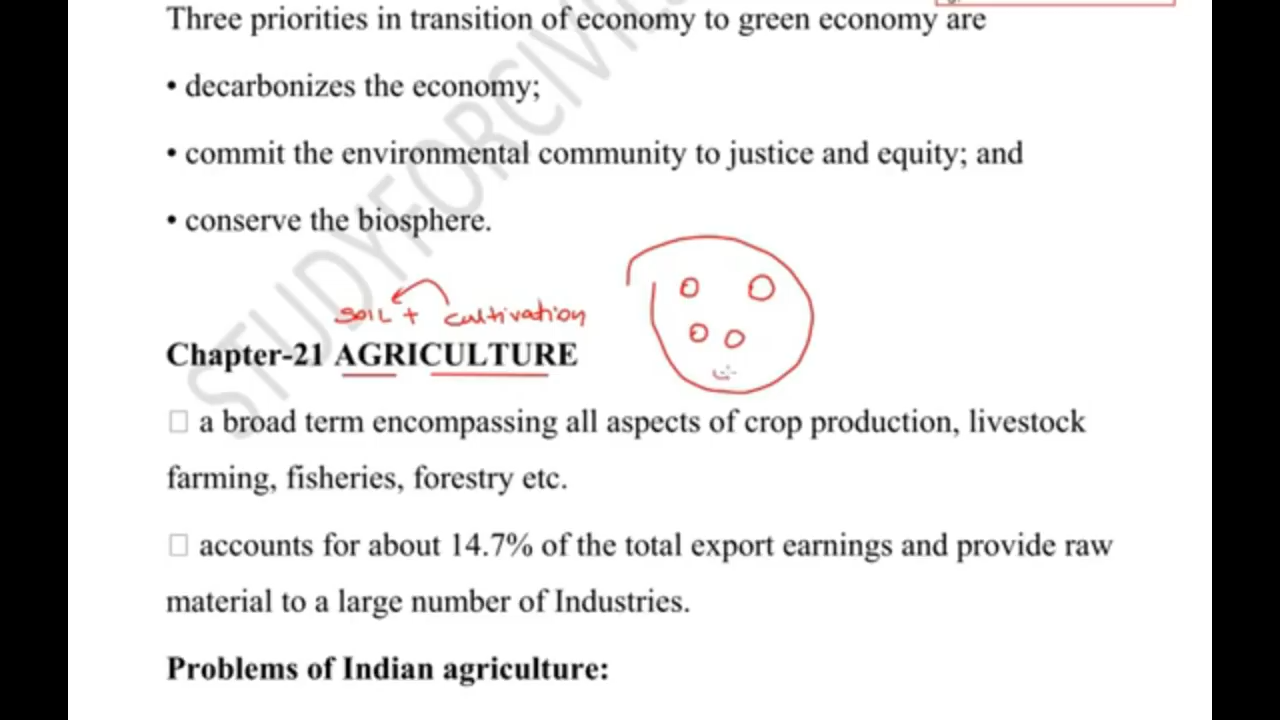 Three priorities in transition of economy to green economy are
• decarbonizes the economy;
• commit the environmental community to justice and equity; and
• conserve the biosphere.
soil + cultivation
Chapter-21 AGRICULTURE
a broad term encompassing all aspects of crop production, livestock
farming, fisheries, forestry etc.
accounts for about 14.7% of the total export earnings and provide raw
material to a large number of Industries.
Problems of Indian agriculture:
STUDYFORCIVIL